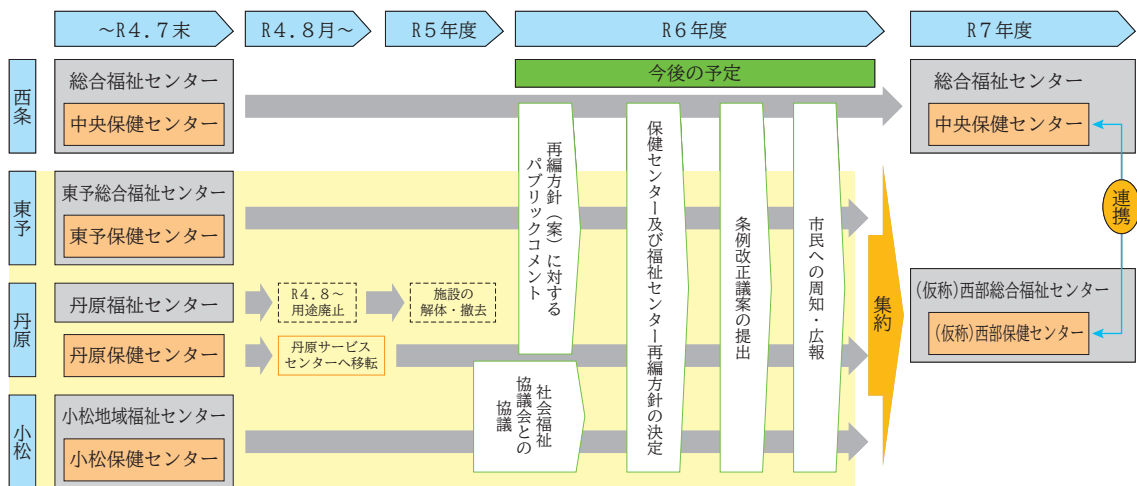 ~R4.7末
R4.8月~
R5年度
R6年度
R7年度
今後の予定
西条
総合福祉センター
中央保健センター
東予
東予総合福祉センター
東予保健センター
丹原
丹原福祉センター
丹原保健センター
R4.8~
用途廃止
施設の
解体・撤去
丹原サービス
センターへ移転
小松
小松地域福祉センター
小松保健センター
再編方針(案)に対する
パブリックコメント
社会福祉
協議会との
協議
保健センター及び福祉センター再編方針の決定
条例改正議案の提出
市民への周知・広報
集約
総合福祉センター
中央保健センター
連携
(仮称)西部総合福祉センター
(仮称)西部保健センター